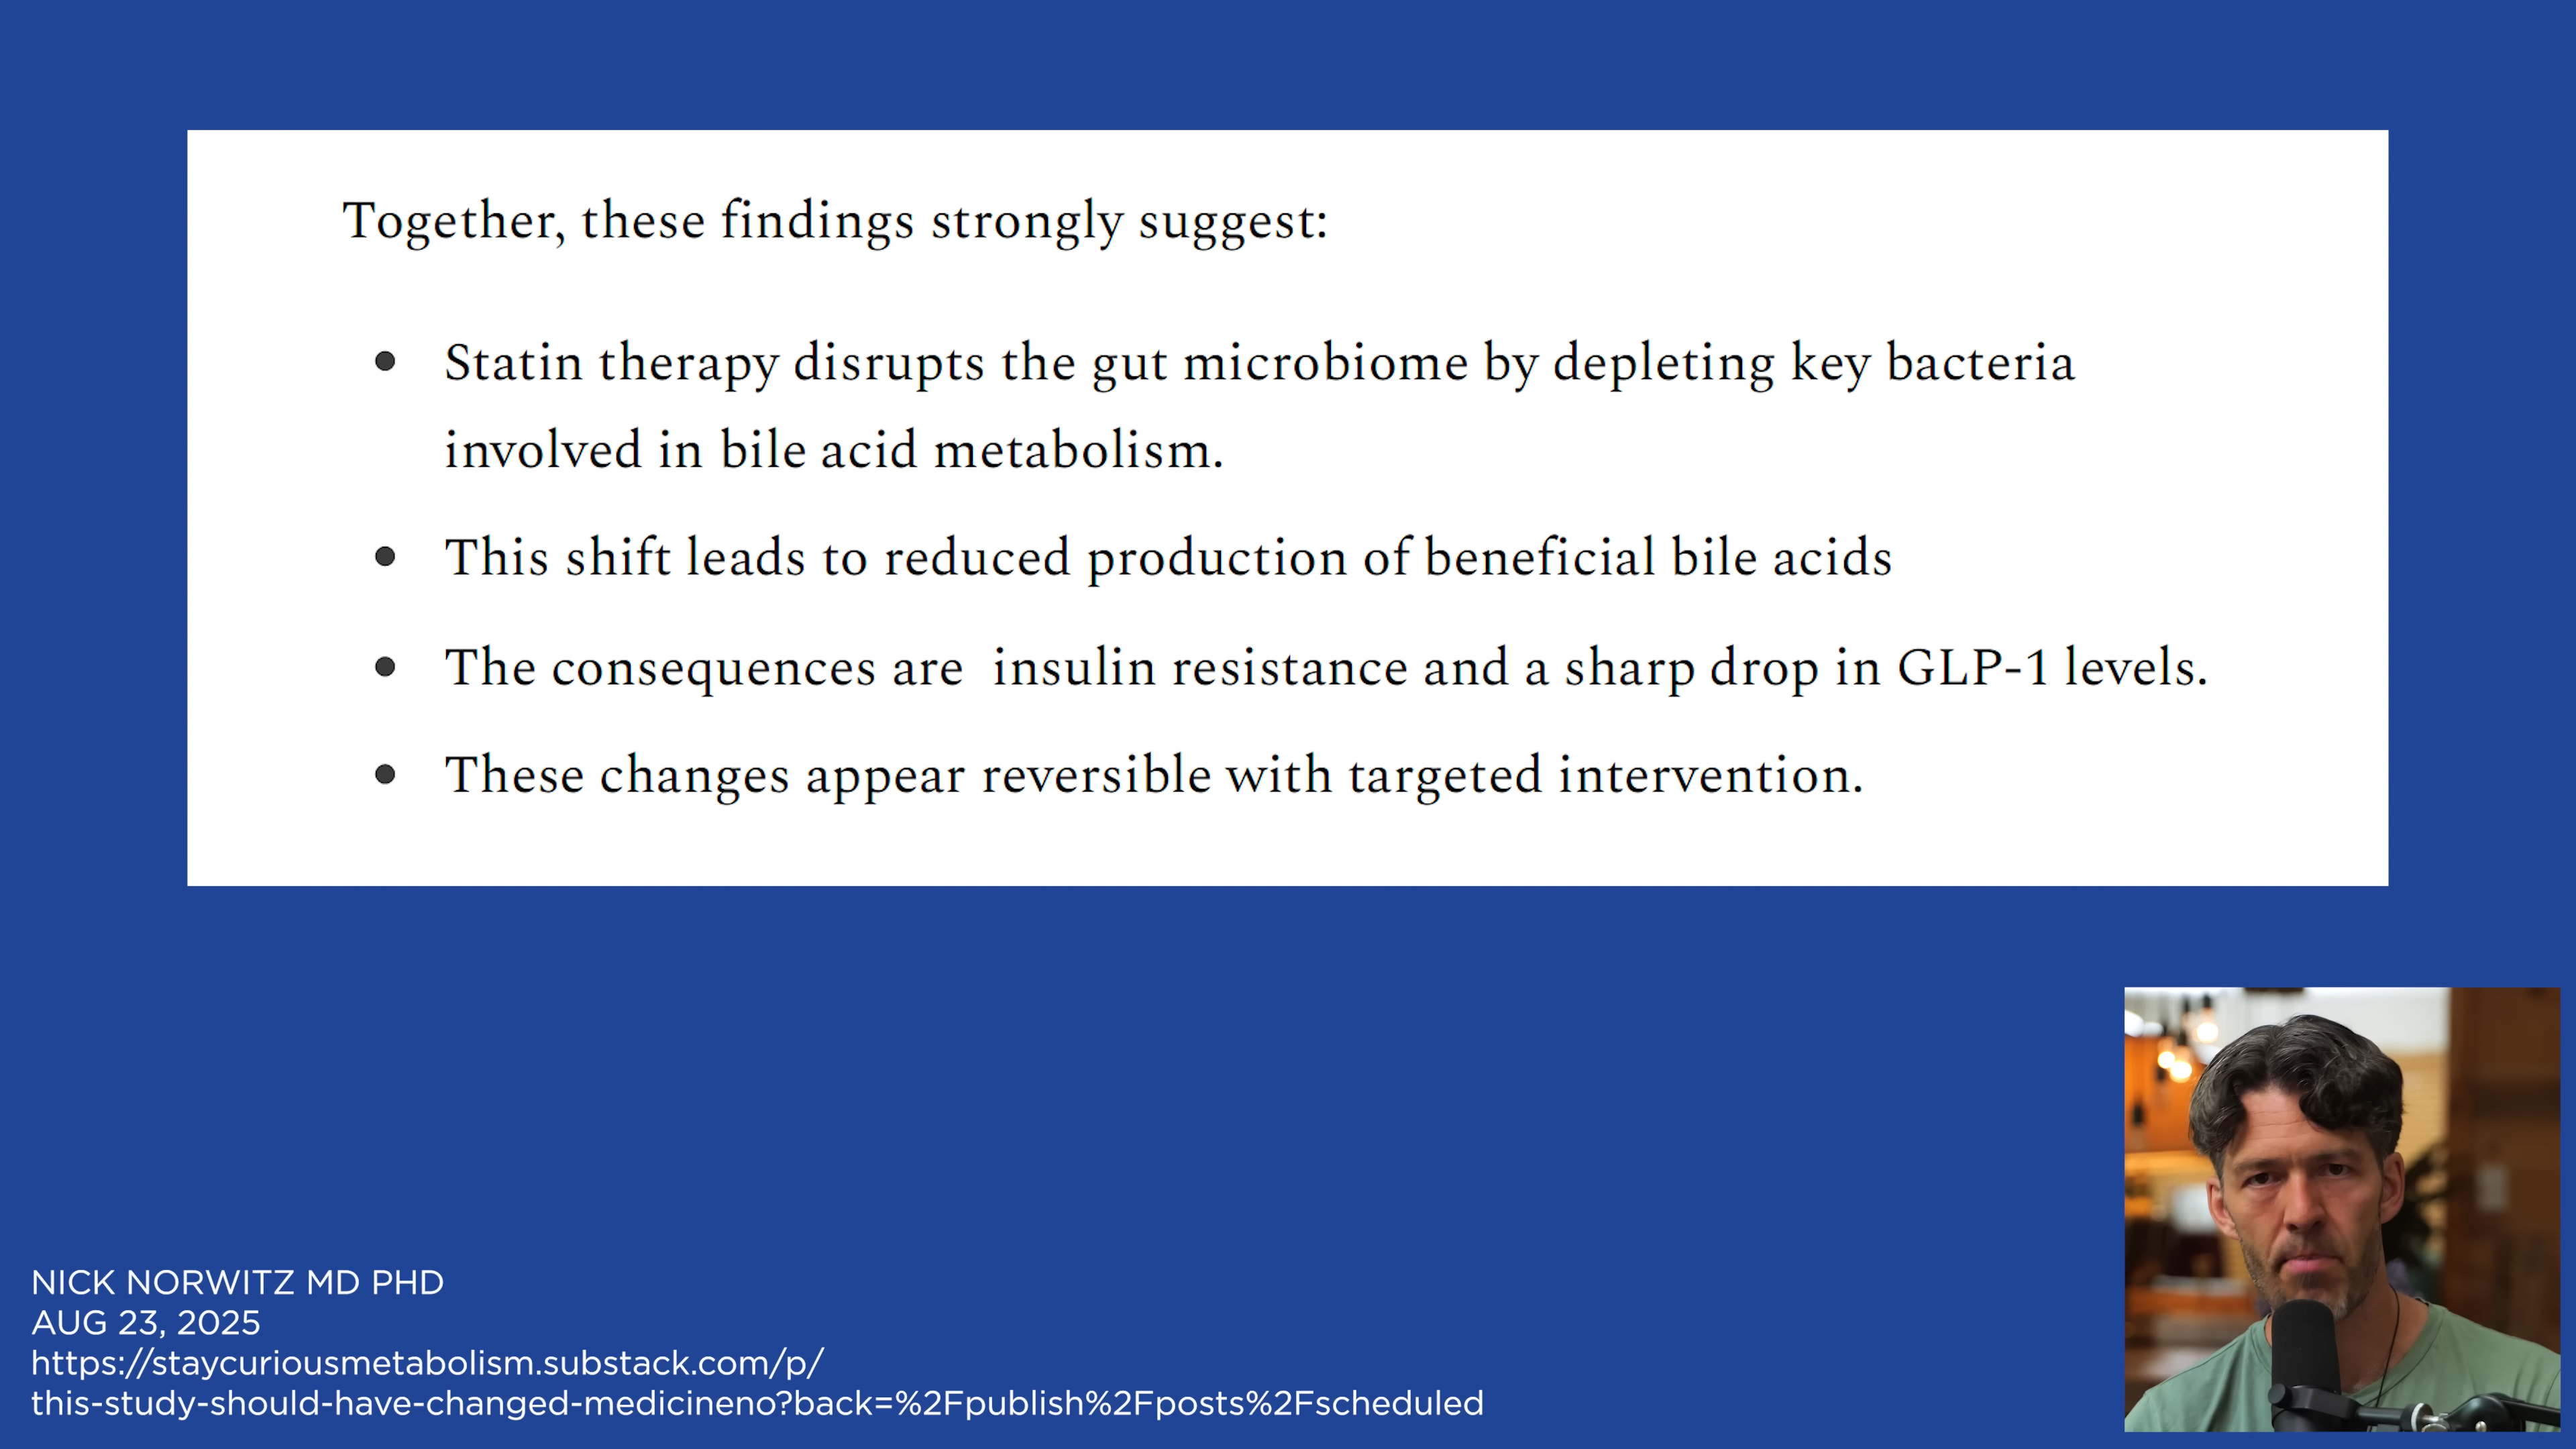 Together, these findings strongly suggest:
• Statin therapy disrupts the gut microbiome by depleting key bacteria
involved in bile acid metabolism.
• This shift leads to reduced production of beneficial bile acids
• The consequences are  insulin resistance and a sharp drop in GLP-1 levels.
• These changes appear reversible with targeted intervention.
NICK NORWITZ MD PHD
AUG 23, 2025
https://staycuriousmetabolism.substack.com/p/
this-study-should-have-changed-medicineno?back=%2Fpublish%2Fposts%2Fscheduled